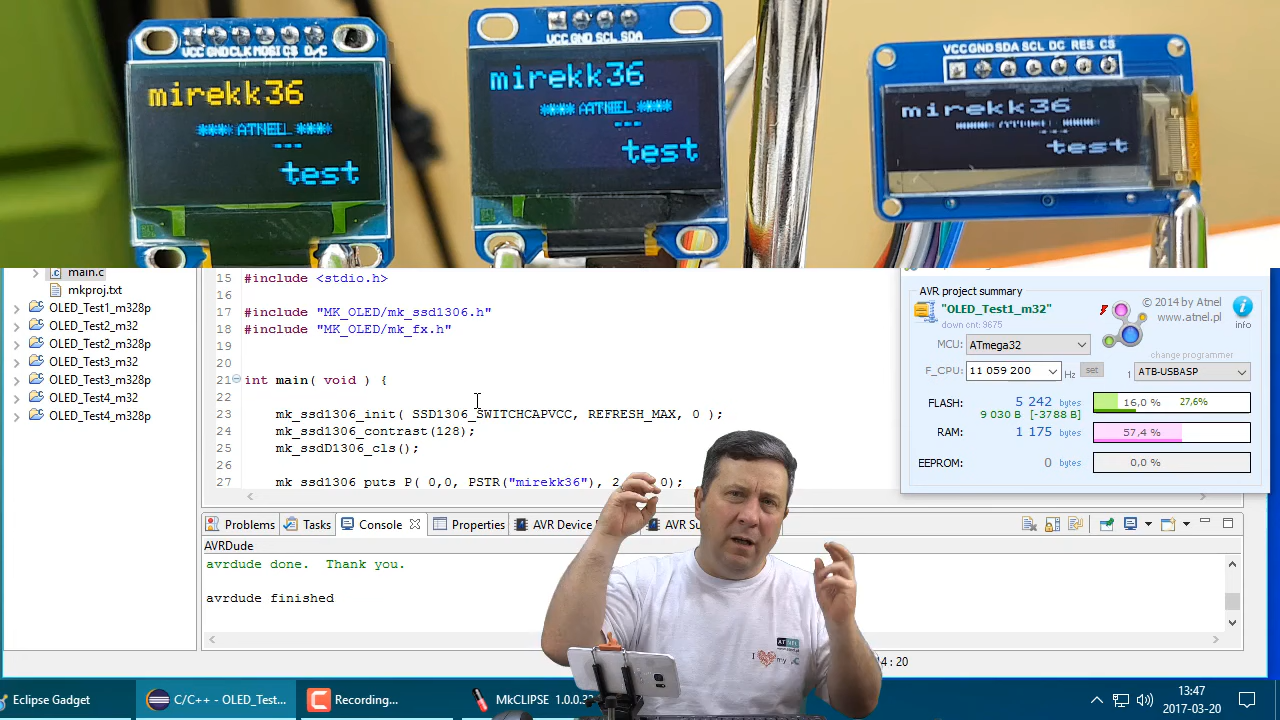 VCC GND CLK MOSI CS D/C
mirekk36
**** ATNEL ****
---
test
VCC GND SCL SDA
mirekk36
**** ATNEL ****
---
test
VCC GND SDA SCL DC RES CS
mirekk36
**** ATNEL ****
---
test
main.c
mkproj.txt
OLED_Test1_m328p
OLED_Test2_m32
OLED_Test2_m328p
OLED_Test3_m32
OLED_Test3_m328p
OLED_Test4_m32
OLED_Test4_m328p
15 #include <stdio.h>
16
17 #include "MK_OLED/mk_ssd1306.h"
18 #include "MK_OLED/mk_fx.h"
19
20
21 int main( void ) {
22
23 mk_ssd1306_init( SSD1306_SWITCHCAPVCC, REFRESH_MAX, 0 );
24 mk_ssd1306_contrast(128);
25 mk_ssdD1306_cls();
26
27 mk_ssd1306_puts_P( 0,0, PSTR("mirekk36"), 2 0);
AVR project summary
"OLED_Test1_m32"
down cnt: 9675
© 2014 by Atnel
www.atnel.pl
info
MCU: ATmega32
change programmer
F_CPU: 11 059 200 Hz set 1 ATB-USBASP
FLASH: 5 242 bytes 16,0 % 27,6%
9 030 B [-3788 B]
RAM: 1 175 bytes 57,4 %
EEPROM: 0 bytes 0,0 %
Problems Tasks Console Properties AVR Device AVR Su
AVRDude
avrdude done. Thank you.
avrdude finished
ATNEL
I my
14 : 20
Eclipse Gadget
C/C++ - OLED_Test...
Recording...
MkCLIPSE 1.0.0.33
13:47
2017-03-20